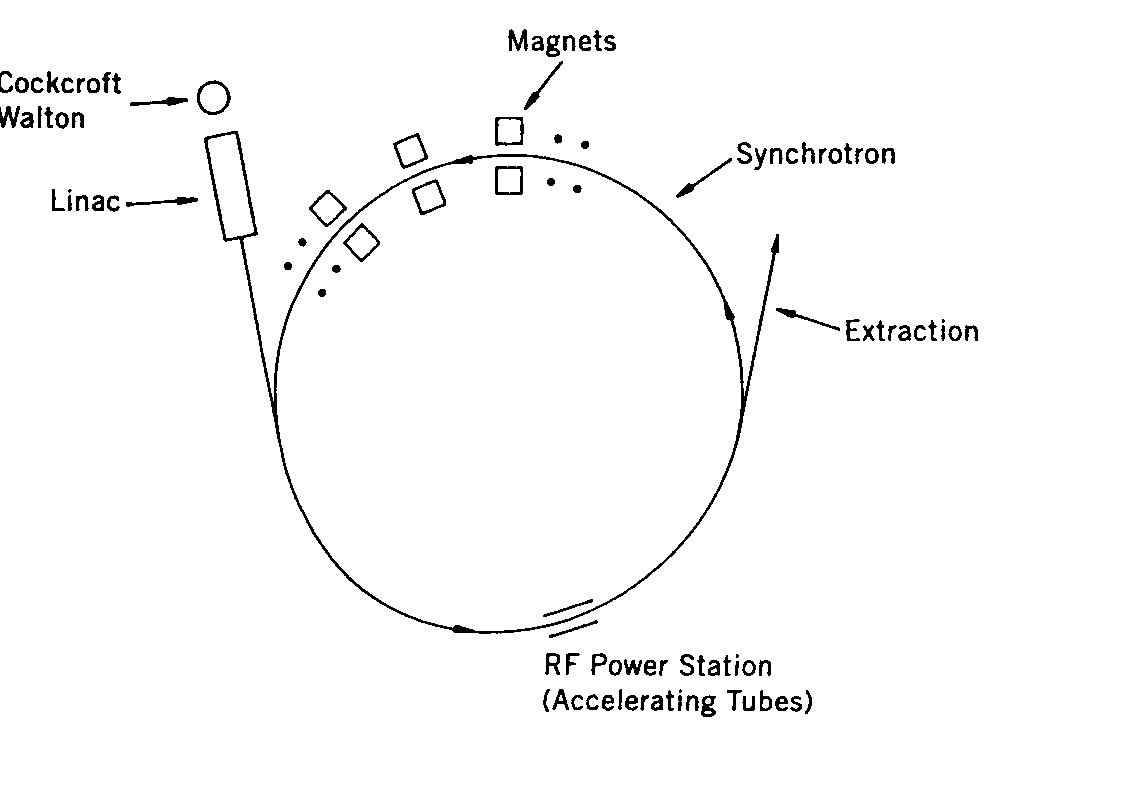 Magnets
Cockcroft
Walton
Synchrotron
Linac
Extraction
RF Power Station
(Accelerating Tubes)